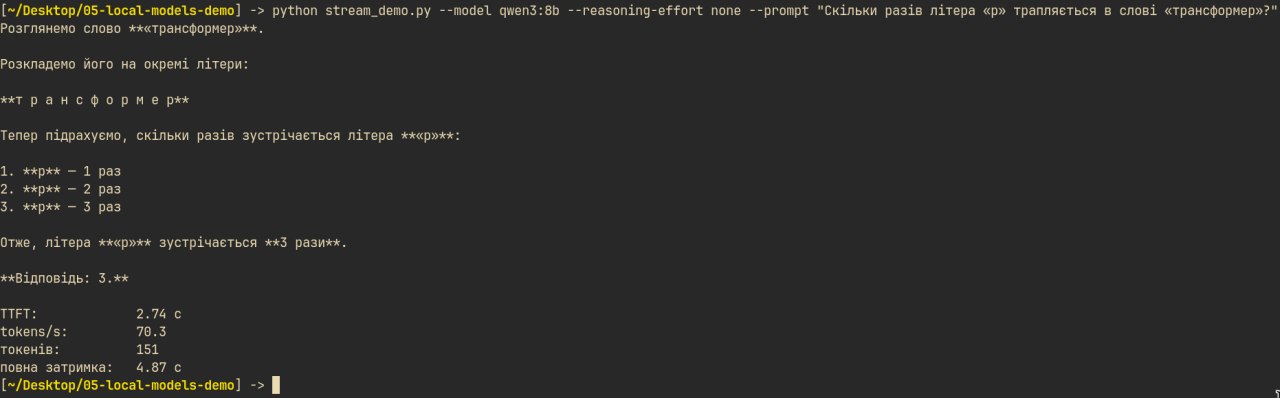 [~/Desktop/05-local-models-demo] -> python stream_demo.py --model qwen3:8b --reasoning-effort none --prompt "Скільки разів літера «р» трапляється в слові «трансформер»?"
Розглянемо слово **«трансформер»**.
Розкладемо його на окремі літери:
**т р а н с ф о р м е р**
Тепер підрахуємо, скільки разів зустрічається літера **«р»**:
1. **р** — 1 раз
2. **р** — 2 раз
3. **р** — 3 раз
Отже, літера **«р»** зустрічається **3 рази**.
**Відповідь: 3.**
TTFT: 2.74 с
tokens/s: 70.3
токенів: 151
повна затримка: 4.87 с
[~/Desktop/05-local-models-demo] ->